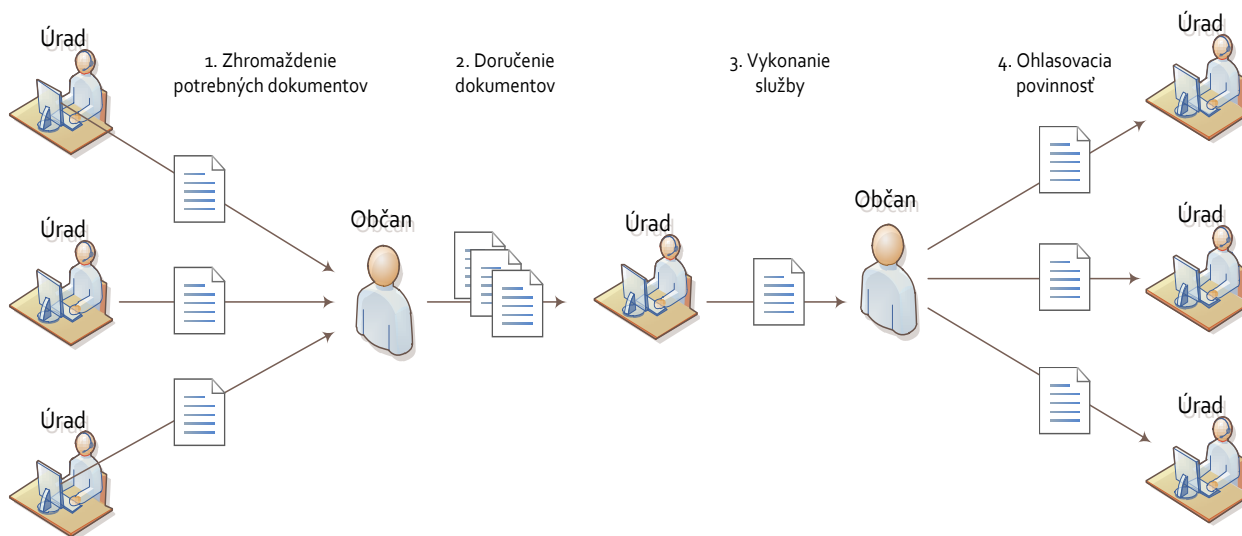 Úrad
1. Zhromaždenie
potrebných dokumentov
2. Doručenie
dokumentov
3. Vykonanie
služby
4. Ohlasovacia
povinnosť
Úrad
Úrad
Občan
Úrad
Občan
Úrad
Úrad
Úrad